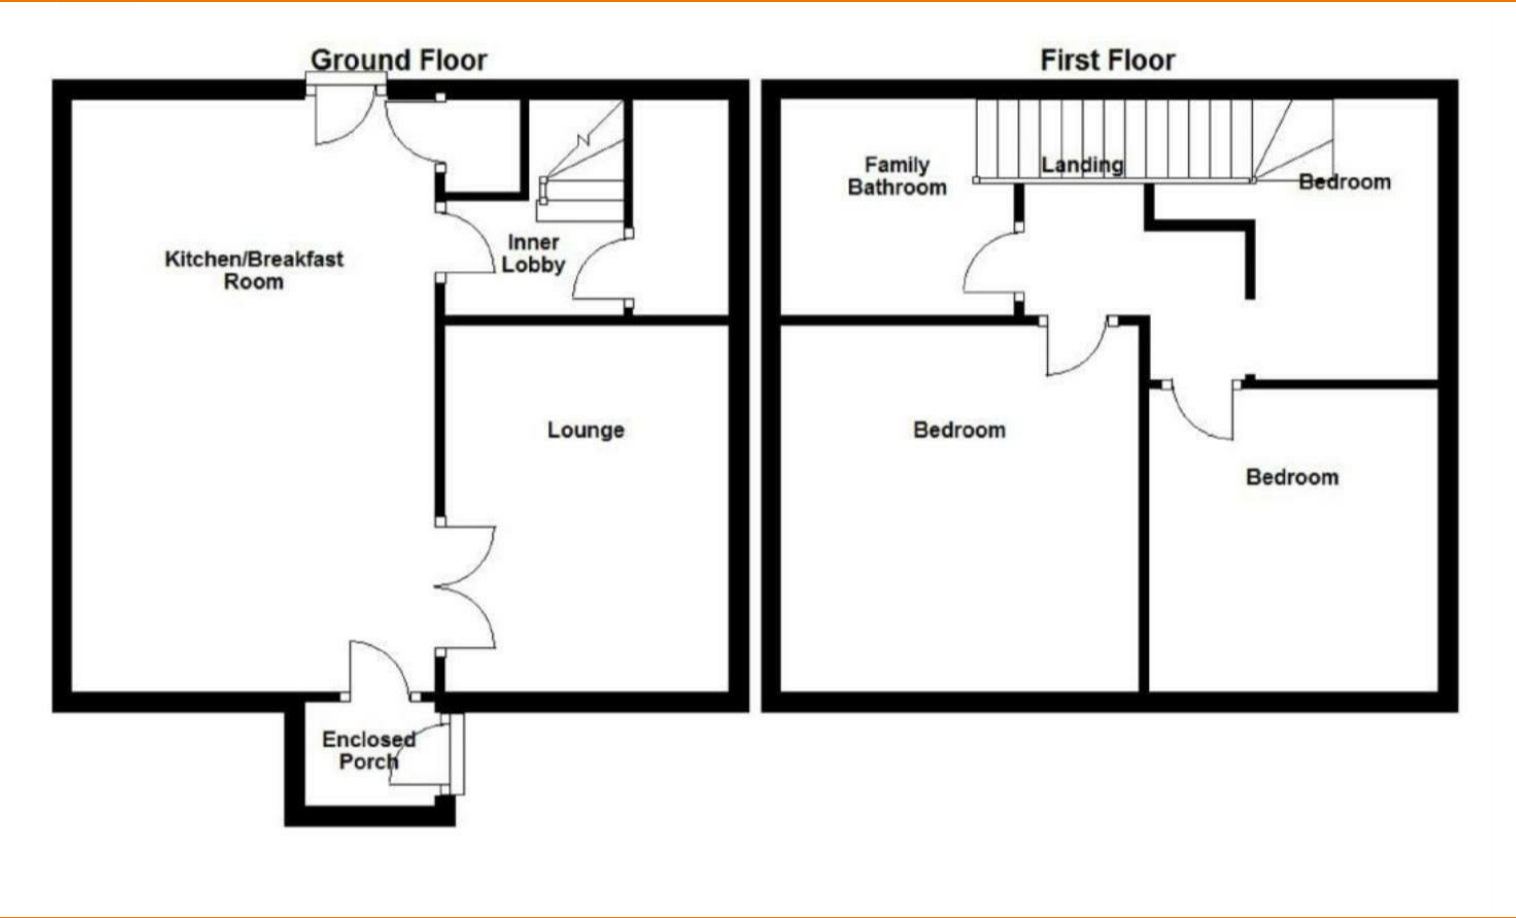 Ground Floor
First Floor
Kitchen/Breakfast
Room
Inner
Lobby
Lounge
Enclosed
Porch
Family
Bathroom
Landing
Bedroom
Bedroom
Bedroom